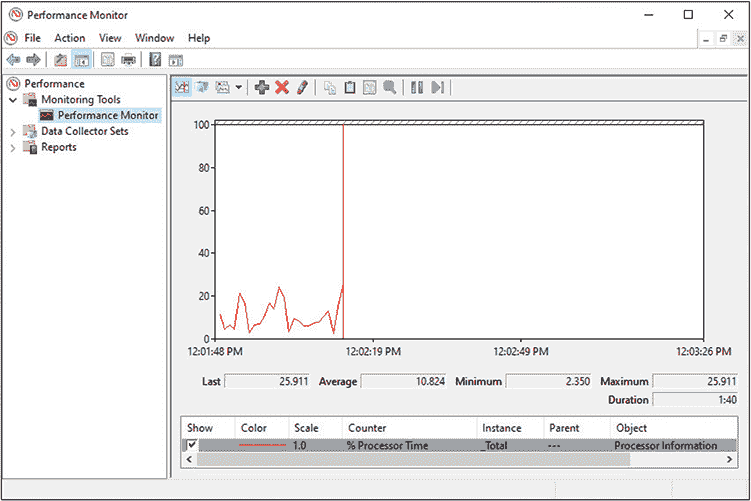 Performance Monitor
File Action View Window Help
Performance
Monitoring Tools
Performance Monitor
Data Collector Sets
Reports
100
80
60
40
20
0
12:01:48 PM 12:02:19 PM 12:02:49 PM 12:03:26 PM
Last 25.911 Average 10.824 Minimum 2.350 Maximum 25.911
Duration 1:40
Show Color Scale Counter Instance Parent Object
1.0 % Processor Time _Total --- Processor Information